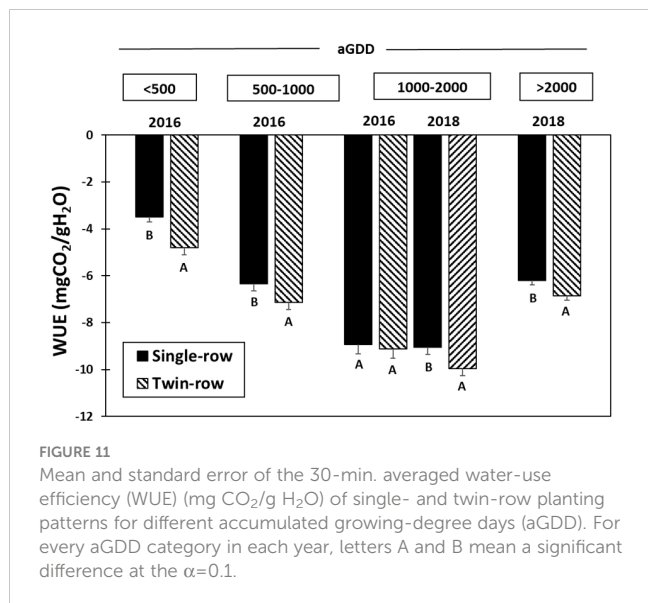 aGDD
<500 500-1000 1000-2000 >2000
2016 2016 2016 2018 2018
0
-2
-4
-6
-8
-10
-12
WUE (mgCO₂/gH₂O)
B A B A A A B A B A
Single-row
Twin-row
FIGURE 11
Mean and standard error of the 30-min. averaged water-use
efficiency (WUE) (mg CO₂/g H₂O) of single- and twin-row planting
patterns for different accumulated growing-degree days (aGDD). For
every aGDD category in each year, letters A and B mean a significant
difference at the α=0.1.